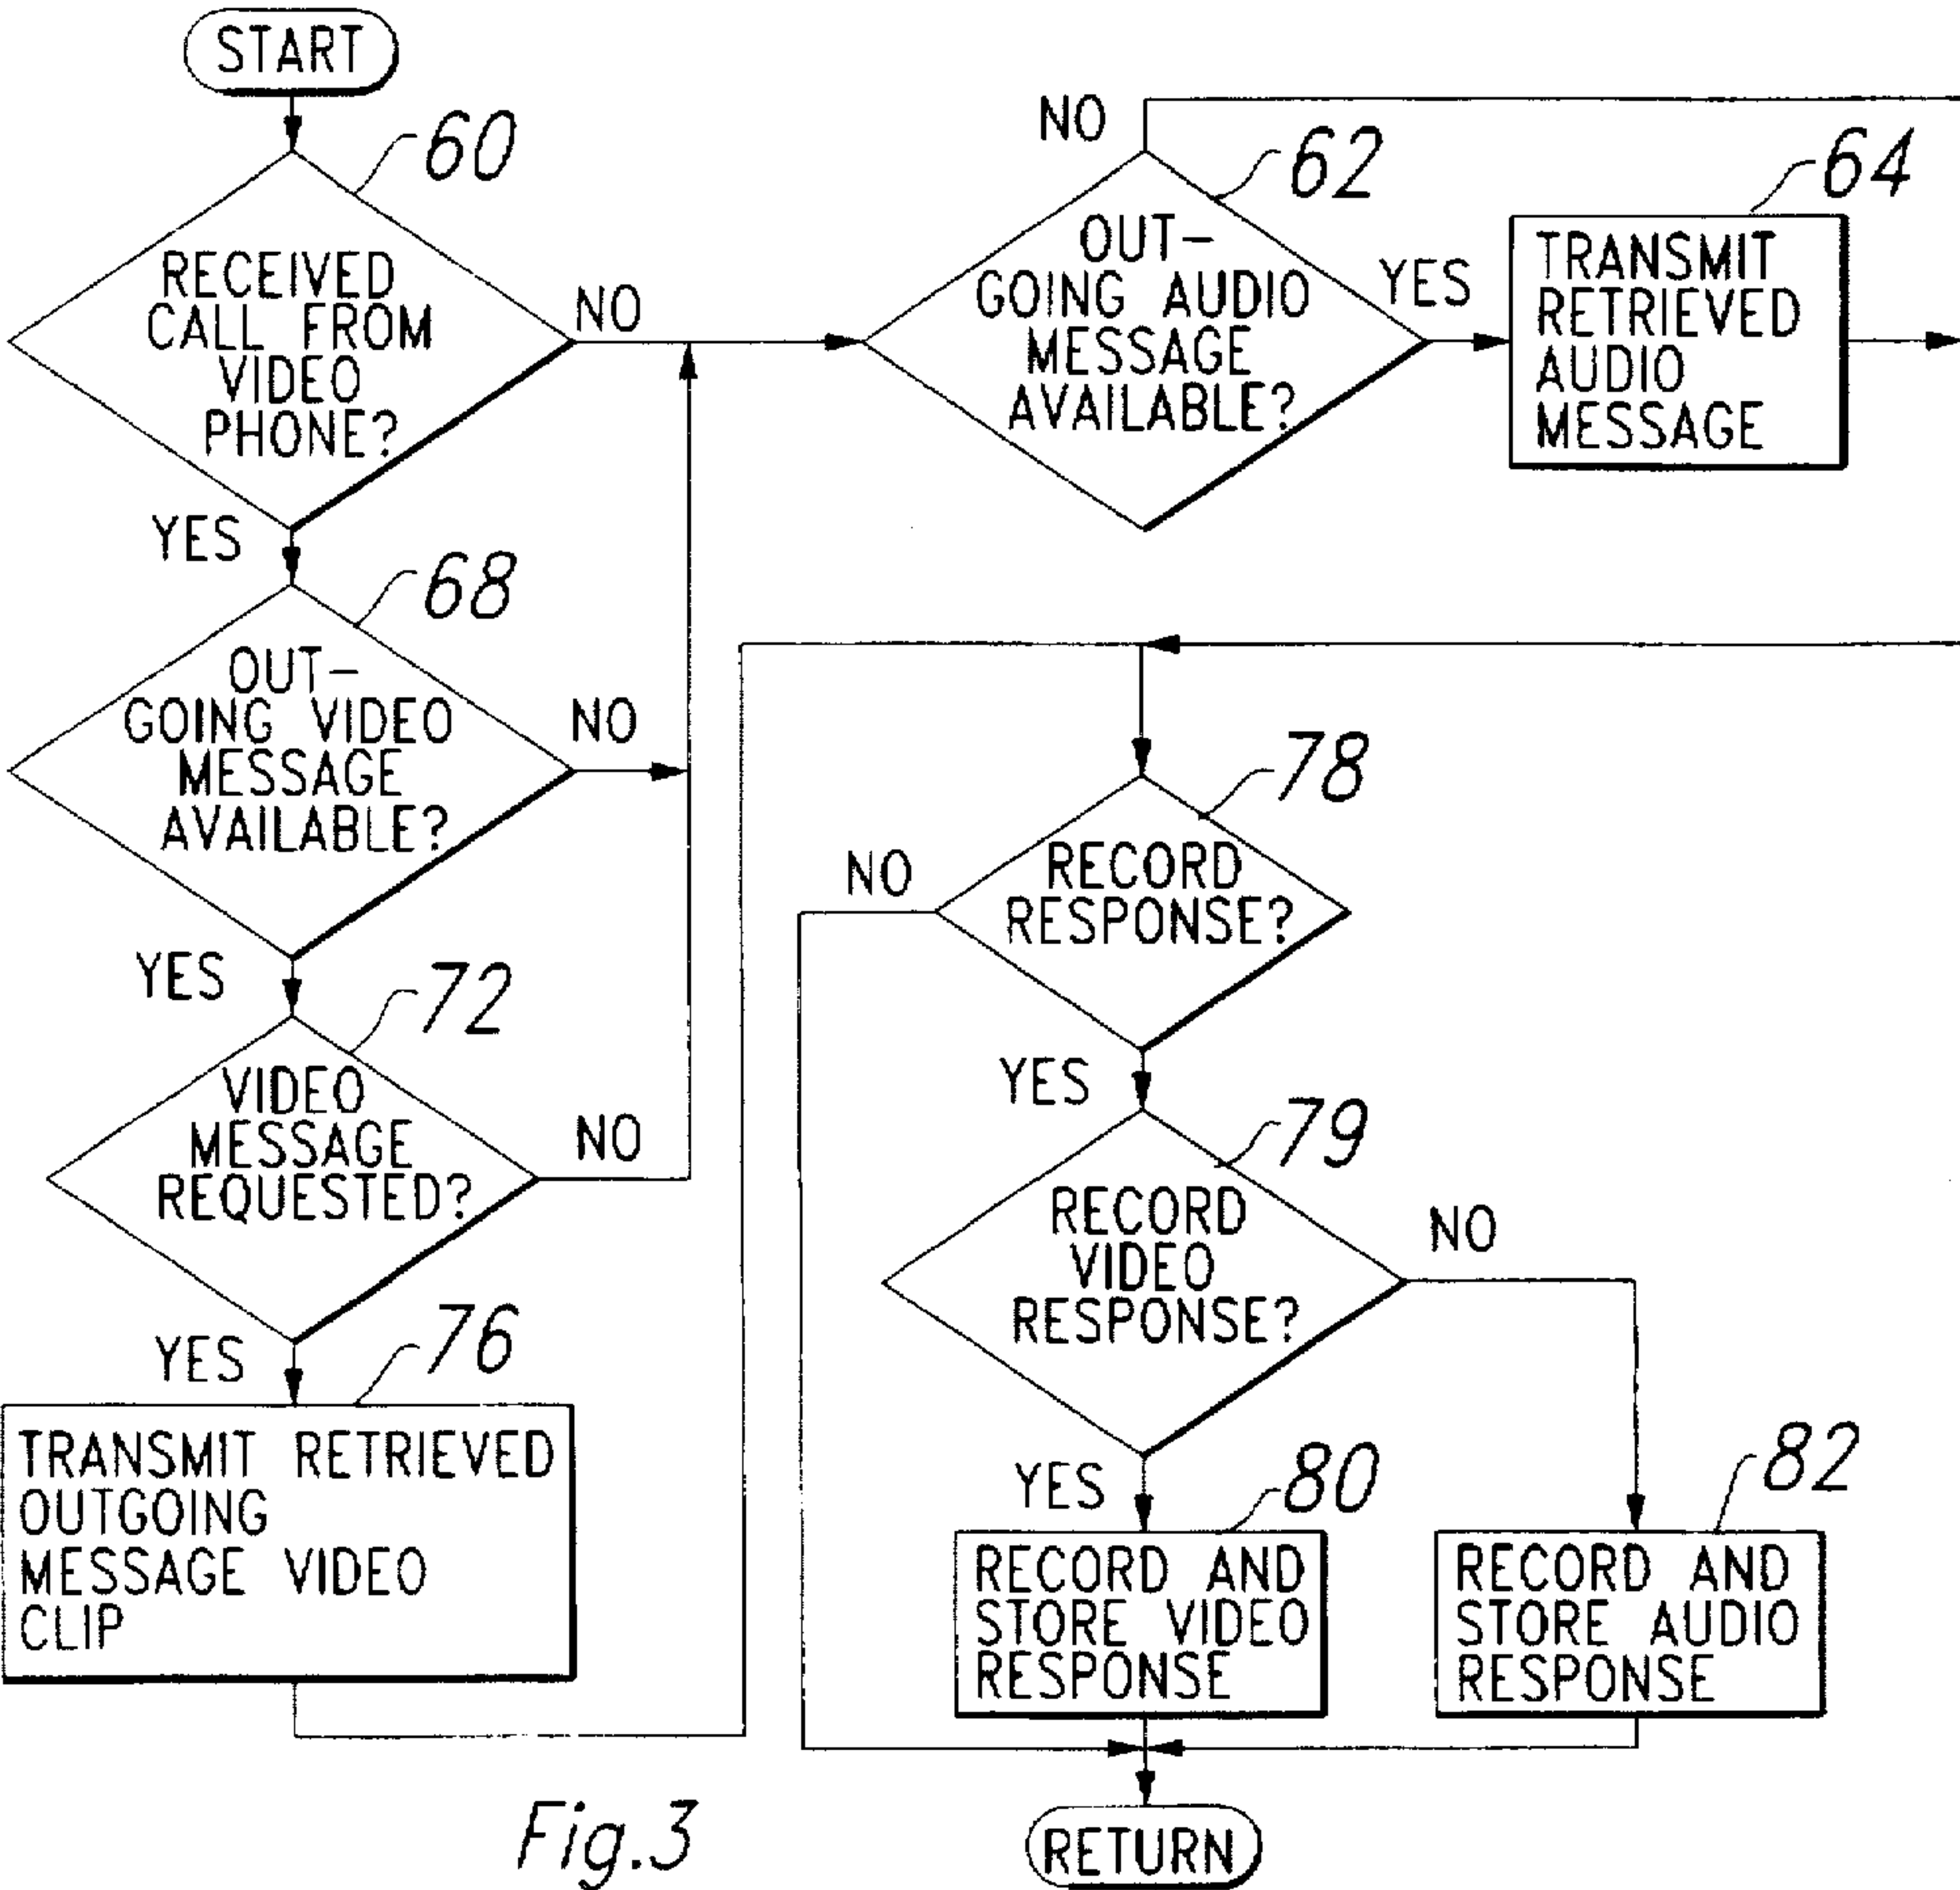 START
60
RECEIVED
CALL FROM
VIDEO
PHONE?
NO
YES
62
OUT-
GOING AUDIO
MESSAGE
AVAILABLE?
NO
YES
64
TRANSMIT
RETRIEVED
AUDIO
MESSAGE
68
OUT-
GOING VIDEO
MESSAGE
AVAILABLE?
NO
YES
72
VIDEO
MESSAGE
REQUESTED?
NO
YES
76
TRANSMIT RETRIEVED
OUTGOING
MESSAGE VIDEO
CLIP
78
RECORD
RESPONSE?
NO
YES
79
RECORD
VIDEO
RESPONSE?
NO
YES
80
RECORD AND
STORE VIDEO
RESPONSE
82
RECORD AND
STORE AUDIO
RESPONSE
RETURN
Fig.3